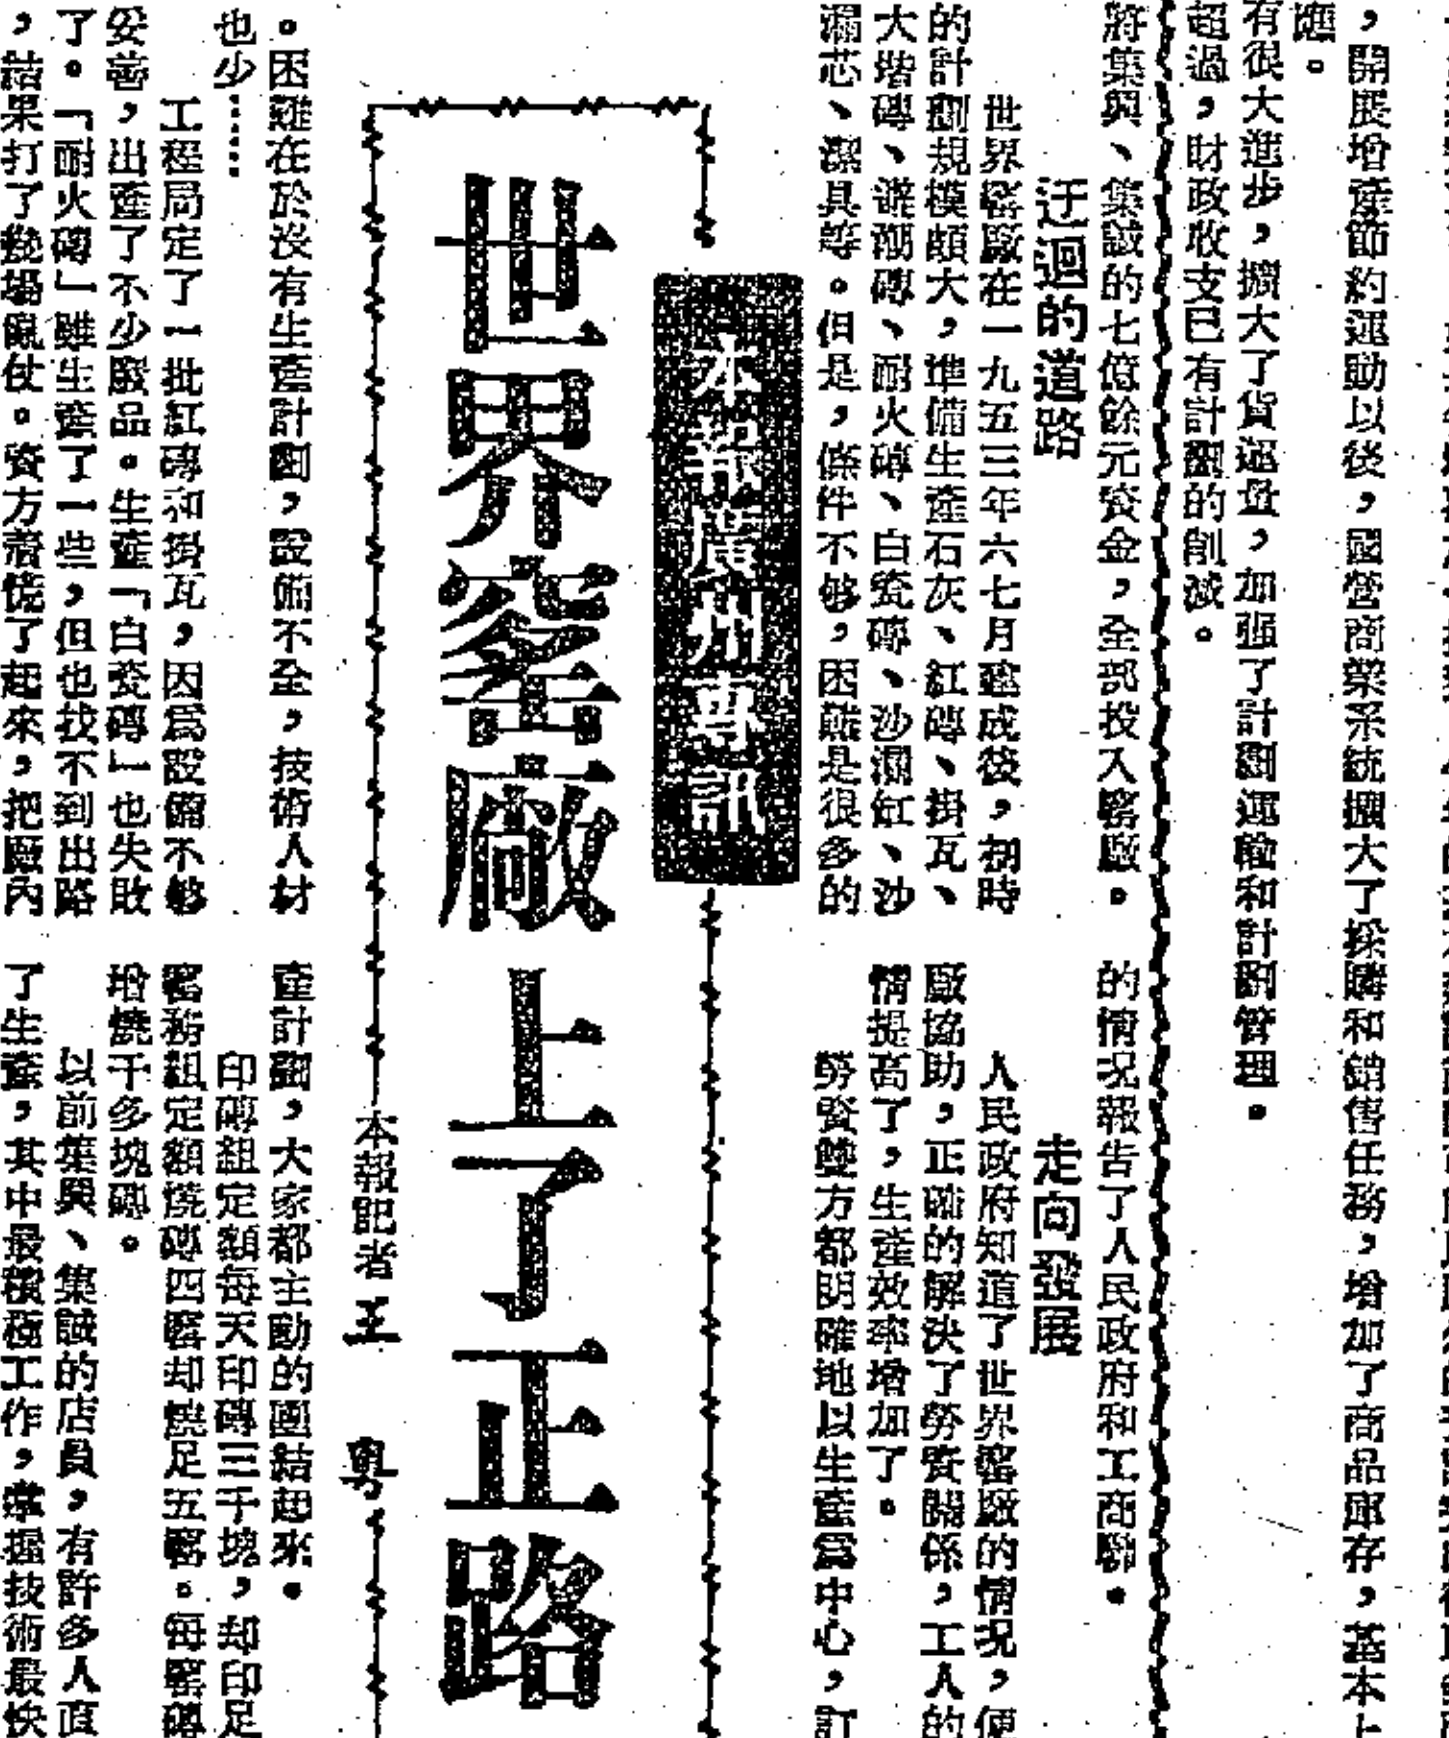 ，開展增產節約運動以後，國營商業系統擴大了採購和銷售任務，增加了商品庫存，基本上
應。
有很大進步，擴大了貨運量，加强了計劃運輸和計劃管理。
超過，財政收支已有計劃的削減。
將集興、集誠的七億餘元資金，全部投入窰廠。
迂迴的道路
世界窰廠在一九五三年六七月建成後，初時
的計劃規模頗大，準備生產石灰、紅磚、掛瓦、
大堦磚、避潮磚、耐火磚、白瓷磚、沙漏缸、沙
漏芯、潔具等。但是，條件不够，困難是很多的
本報廣州專訊
世界窰廠上了正路
本報記者 王 粵
。困難在於沒有生產計劃，設備不全，技術人材
也少……
工程局定了一批紅磚和掛瓦，因爲設備不够
妥善，出產了不少廢品。生產「白瓷磚」也失敗
了。「耐火磚」雖生產了一些，但也找不到出路
，結果打了幾場敗仗。資方着慌了起來，把廠內
的情况報告了人民政府和工商聯。
走向發展
人民政府知道了世界窰廠的情况，便
廠協助，正確的解決了勞資關係，工人的
情提高了，生產效率增加了。
勞資雙方都明確地以生產爲中心，訂
產計劃，大家都主動的團結起來。
印磚組定額每天印磚三千塊，却印足
窰務組定額燒磚四窰却燒足五窰。每窰磚
增燒千多塊磚。
以前集興、集誠的店員，有許多人直
了生產，其中最積極工作，掌握技術最快